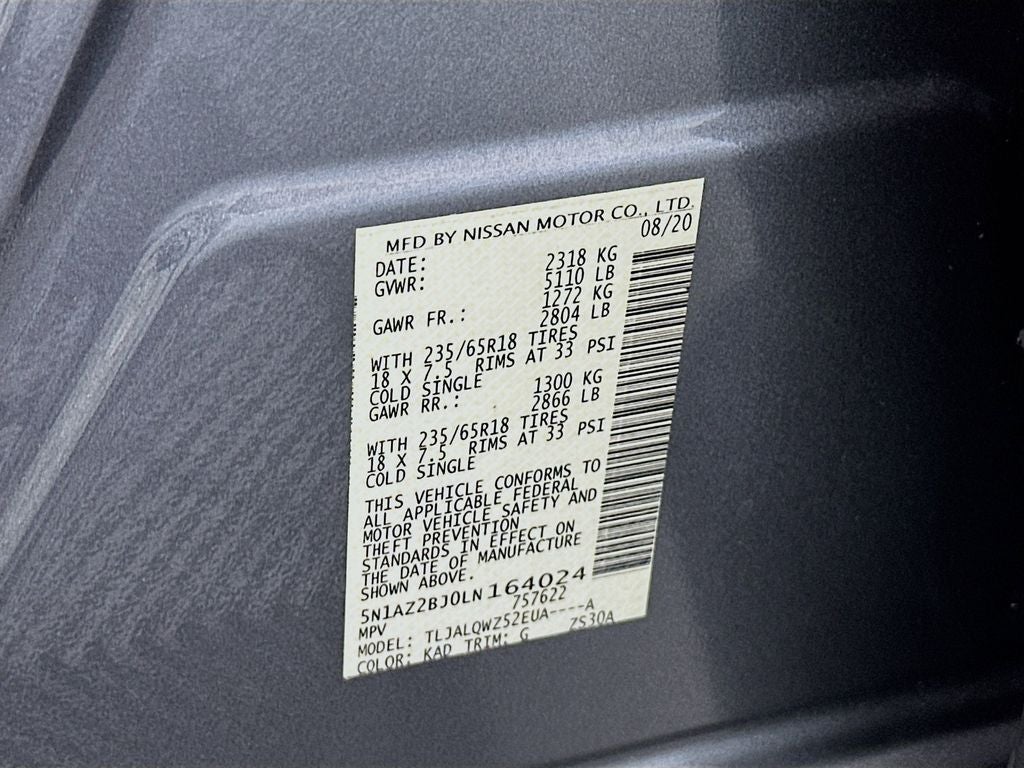 MFD BY NISSAN MOTOR CO., LTD.
DATE: 08/20
GVWR: 2318 KG
5110 LB
GAWR FR.: 1272 KG
2804 LB
WITH 235/65R18 TIRES
18 X 7.5 RIMS AT 33 PSI
COLD SINGLE
GAWR RR.: 1300 KG
2866 LB
WITH 235/65R18 TIRES
18 X 7.5 RIMS AT 33 PSI
COLD SINGLE
THIS VEHICLE CONFORMS TO
ALL APPLICABLE FEDERAL
MOTOR VEHICLE SAFETY AND
THEFT PREVENTION
STANDARDS IN EFFECT ON
THE DATE OF MANUFACTURE
SHOWN ABOVE.
5N1AZ2BJ0LN164024
MPV 757622
MODEL: TLJALQWZ52EUA----A
COLOR: KAD TRIM: G ZS30A